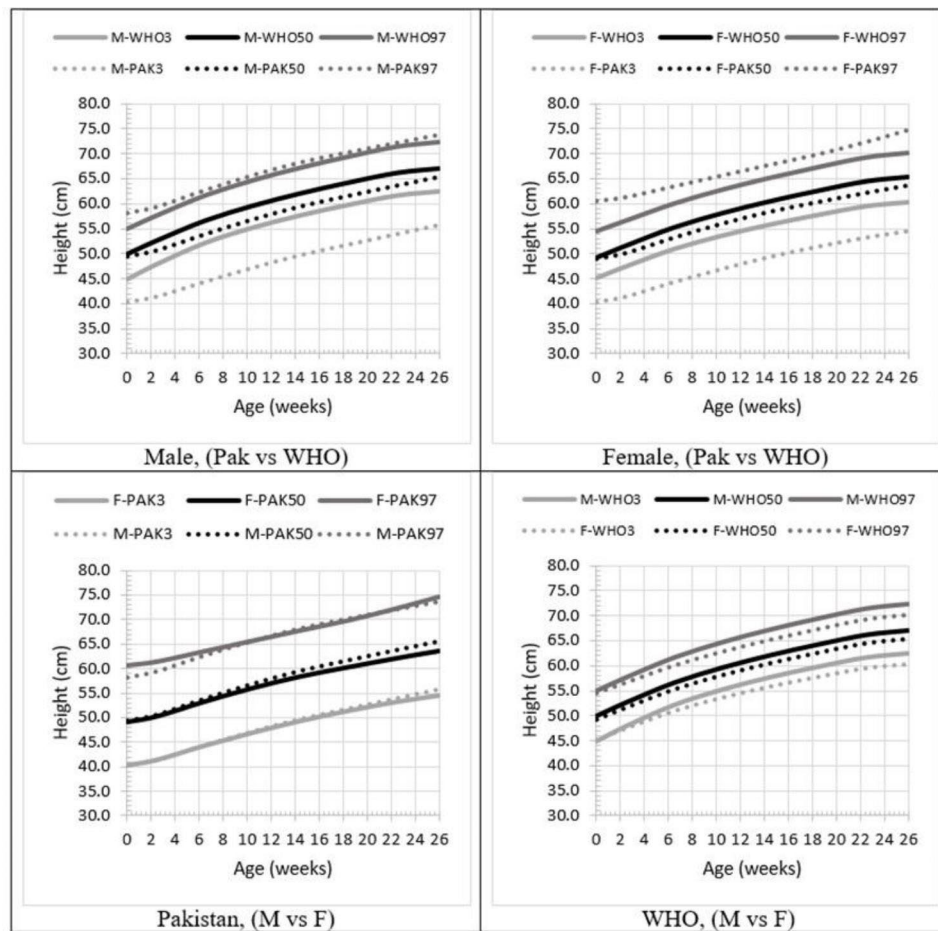 M-WHO3 M-WHO50 M-WHO97
M-PAK3 M-PAK50 M-PAK97
80.0
75.0
70.0
65.0
60.0
55.0
50.0
45.0
40.0
35.0
30.0
Height (cm)
0 2 4 6 8 10 12 14 16 18 20 22 24 26
Age (weeks)
Male, (Pak vs WHO)
F-WHO3 F-WHO50 F-WHO97
F-PAK3 F-PAK50 F-PAK97
80.0
75.0
70.0
65.0
60.0
55.0
50.0
45.0
40.0
35.0
30.0
Height (cm)
0 2 4 6 8 10 12 14 16 18 20 22 24 26
Age (weeks)
Female, (Pak vs WHO)
F-PAK3 F-PAK50 F-PAK97
M-PAK3 M-PAK50 M-PAK97
80.0
75.0
70.0
65.0
60.0
55.0
50.0
45.0
40.0
35.0
30.0
Height (cm)
0 2 4 6 8 10 12 14 16 18 20 22 24 26
Age (weeks)
Pakistan, (M vs F)
M-WHO3 M-WHO50 M-WHO97
F-WHO3 F-WHO50 F-WHO97
80.0
75.0
70.0
65.0
60.0
55.0
50.0
45.0
40.0
35.0
30.0
Height (cm)
0 2 4 6 8 10 12 14 16 18 20 22 24 26
Age (weeks)
WHO, (M vs F)